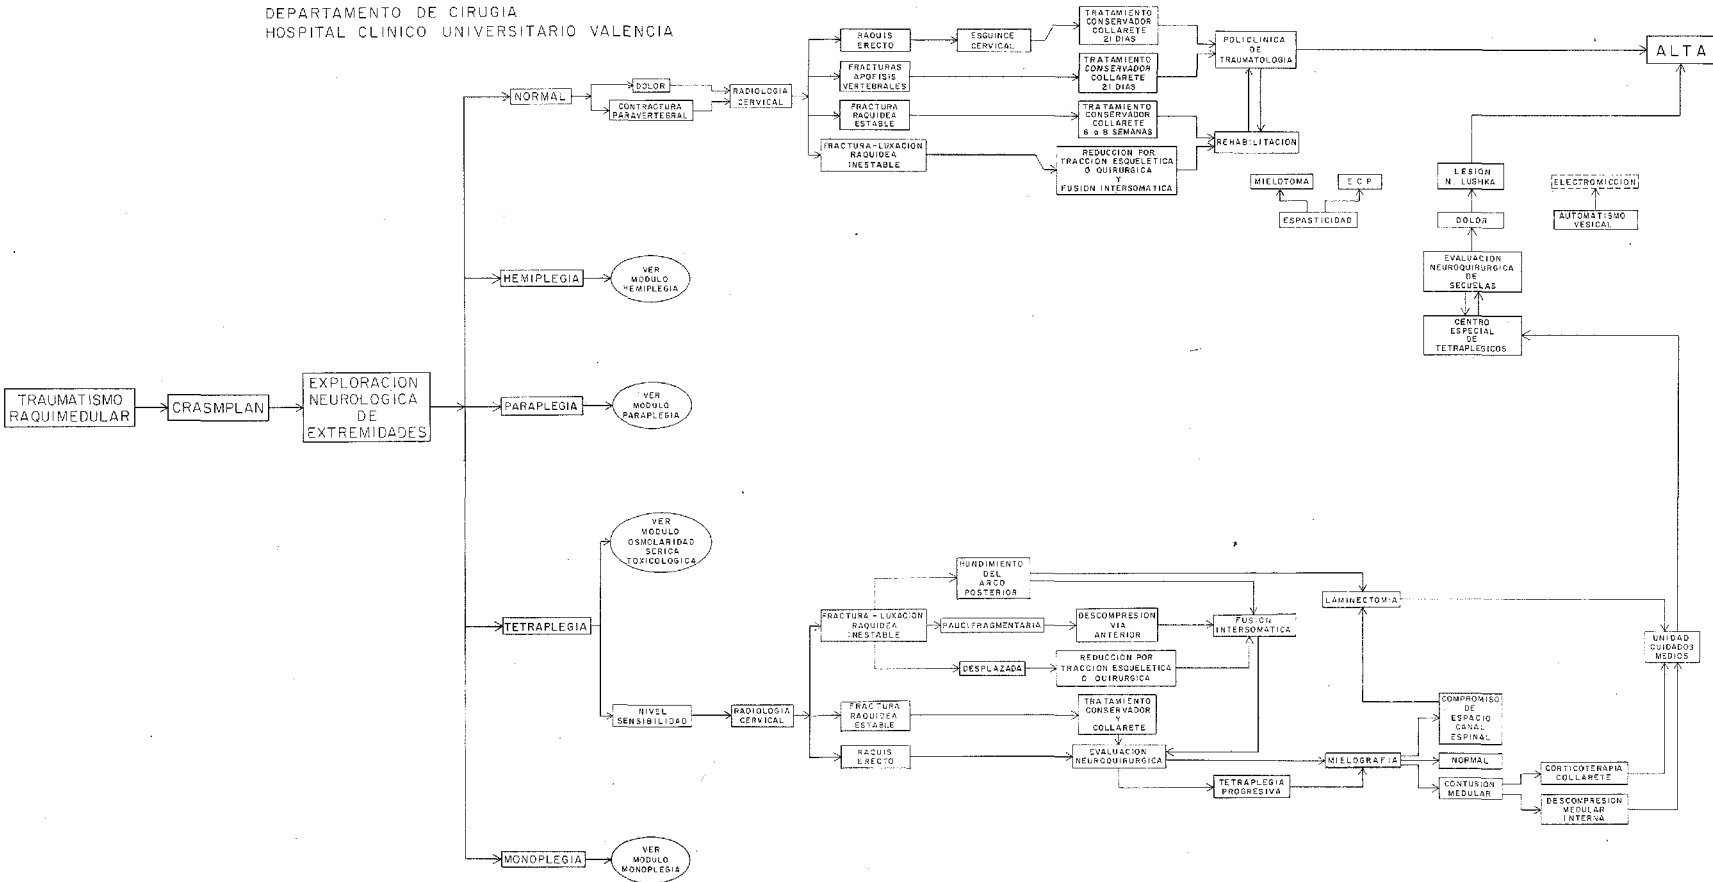 DEPARTAMENTO DE CIRUGIA
HOSPITAL CLINICO UNIVERSITARIO VALENCIA
TRAUMATISMO
RAQUIMEDULAR
CRASMPLAN
EXPLORACION
NEUROLOGICA
DE
EXTREMIDADES
NORMAL
DOLOR
CONTRACTURA
PARAVERTEBRAL
RADIOLOGIA
CERVICAL
RAQUIS
ERECTO
ESGUINCE
CERVICAL
TRATAMIENTO
CONSERVADOR
COLLARETE
21 DIAS
FRACTURAS
APOFISIS
VERTEBRALES
TRATAMIENTO
CONSERVADOR
COLLARETE
21 DIAS
FRACTURA
RAQUIDEA
ESTABLE
TRATAMIENTO
CONSERVADOR
COLLARETE
6 a 8 SEMANAS
FRACTURA-LUXACION
RAQUIDEA
INESTABLE
REDUCCION POR
TRACCION ESQUELETICA
O QUIRURGICA
Y
FUSION INTERSOMATICA
POLICLINICA
DE
TRAUMATOLOGIA
REHABILITACION
ALTA
MIELOTOMA
E C P
ESPASTICIDAD
LESION
N. LUSHKA
DOLOR
ELECTROMICCION
AUTOMATISMO
VESICAL
EVALUACION
NEUROQUIRURGICA
DE
SECUELAS
CENTRO
ESPECIAL
DE
TETRAPLESICOS
HEMIPLEGIA
VER
MODULO
HEMIPLEGIA
PARAPLEGIA
VER
MODULO
PARAPLEGIA
TETRAPLEGIA
VER
MODULO
OSMOLARIDAD
SERICA
TOXICOLOGICA
NIVEL
SENSIBILIDAD
RADIOLOGIA
CERVICAL
FRACTURA-LUXACION
RAQUIDEA
INESTABLE
HUNDIMIENTO
DEL
ARCO
POSTERIOR
PAUCIFRAGMENTARIA
DESCOMPRESION
VIA
ANTERIOR
FUSION
INTERSOMATICA
DESPLAZADA
REDUCCION POR
TRACCION ESQUELETICA
O QUIRURGICA
FRACTURA
RAQUIDEA
ESTABLE
TRATAMIENTO
CONSERVADOR
Y
COLLARETE
RAQUIS
ERECTO
EVALUACION
NEUROQUIRURGICA
TETRAPLEGIA
PROGRESIVA
LAMINECTOMIA
MIELOGRAFIA
COMPROMISO
DE
ESPACIO
CANAL
ESPINAL
NORMAL
CONTUSION
MEDULAR
CORTICOTERAPIA
COLLARETE
DESCOMPRESION
MEDULAR
INTERNA
UNIDAD
CUIDADOS
MEDIOS
MONOPLEGIA
VER
MODULO
MONOPLEGIA